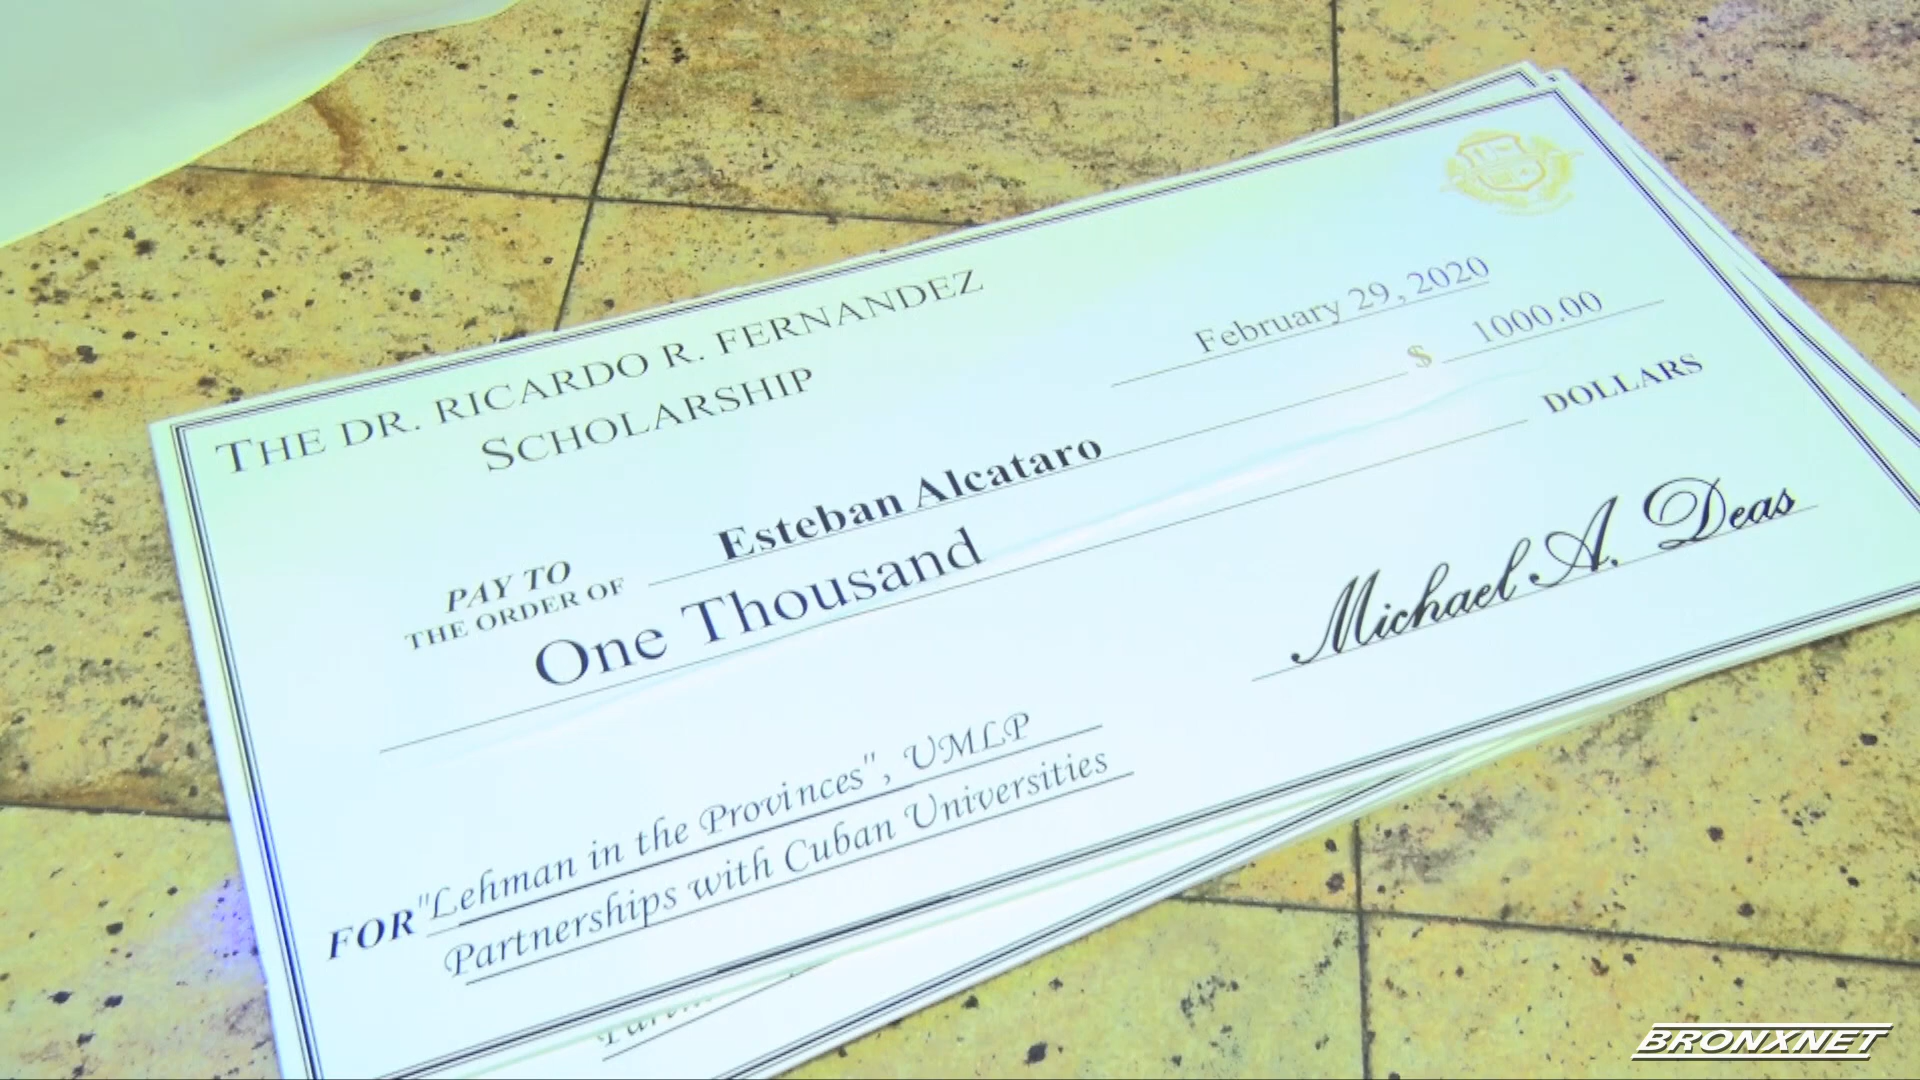 THE DR. RICARDO R. FERNANDEZ
SCHOLARSHIP
February 29, 2020
$ 1000.00
PAY TO
THE ORDER OF
Esteban Alcataro
One Thousand
DOLLARS
Michael A. Deas
FOR "Lehman in the Provinces", UMLP
Partnerships with Cuban Universities
BRONXNET